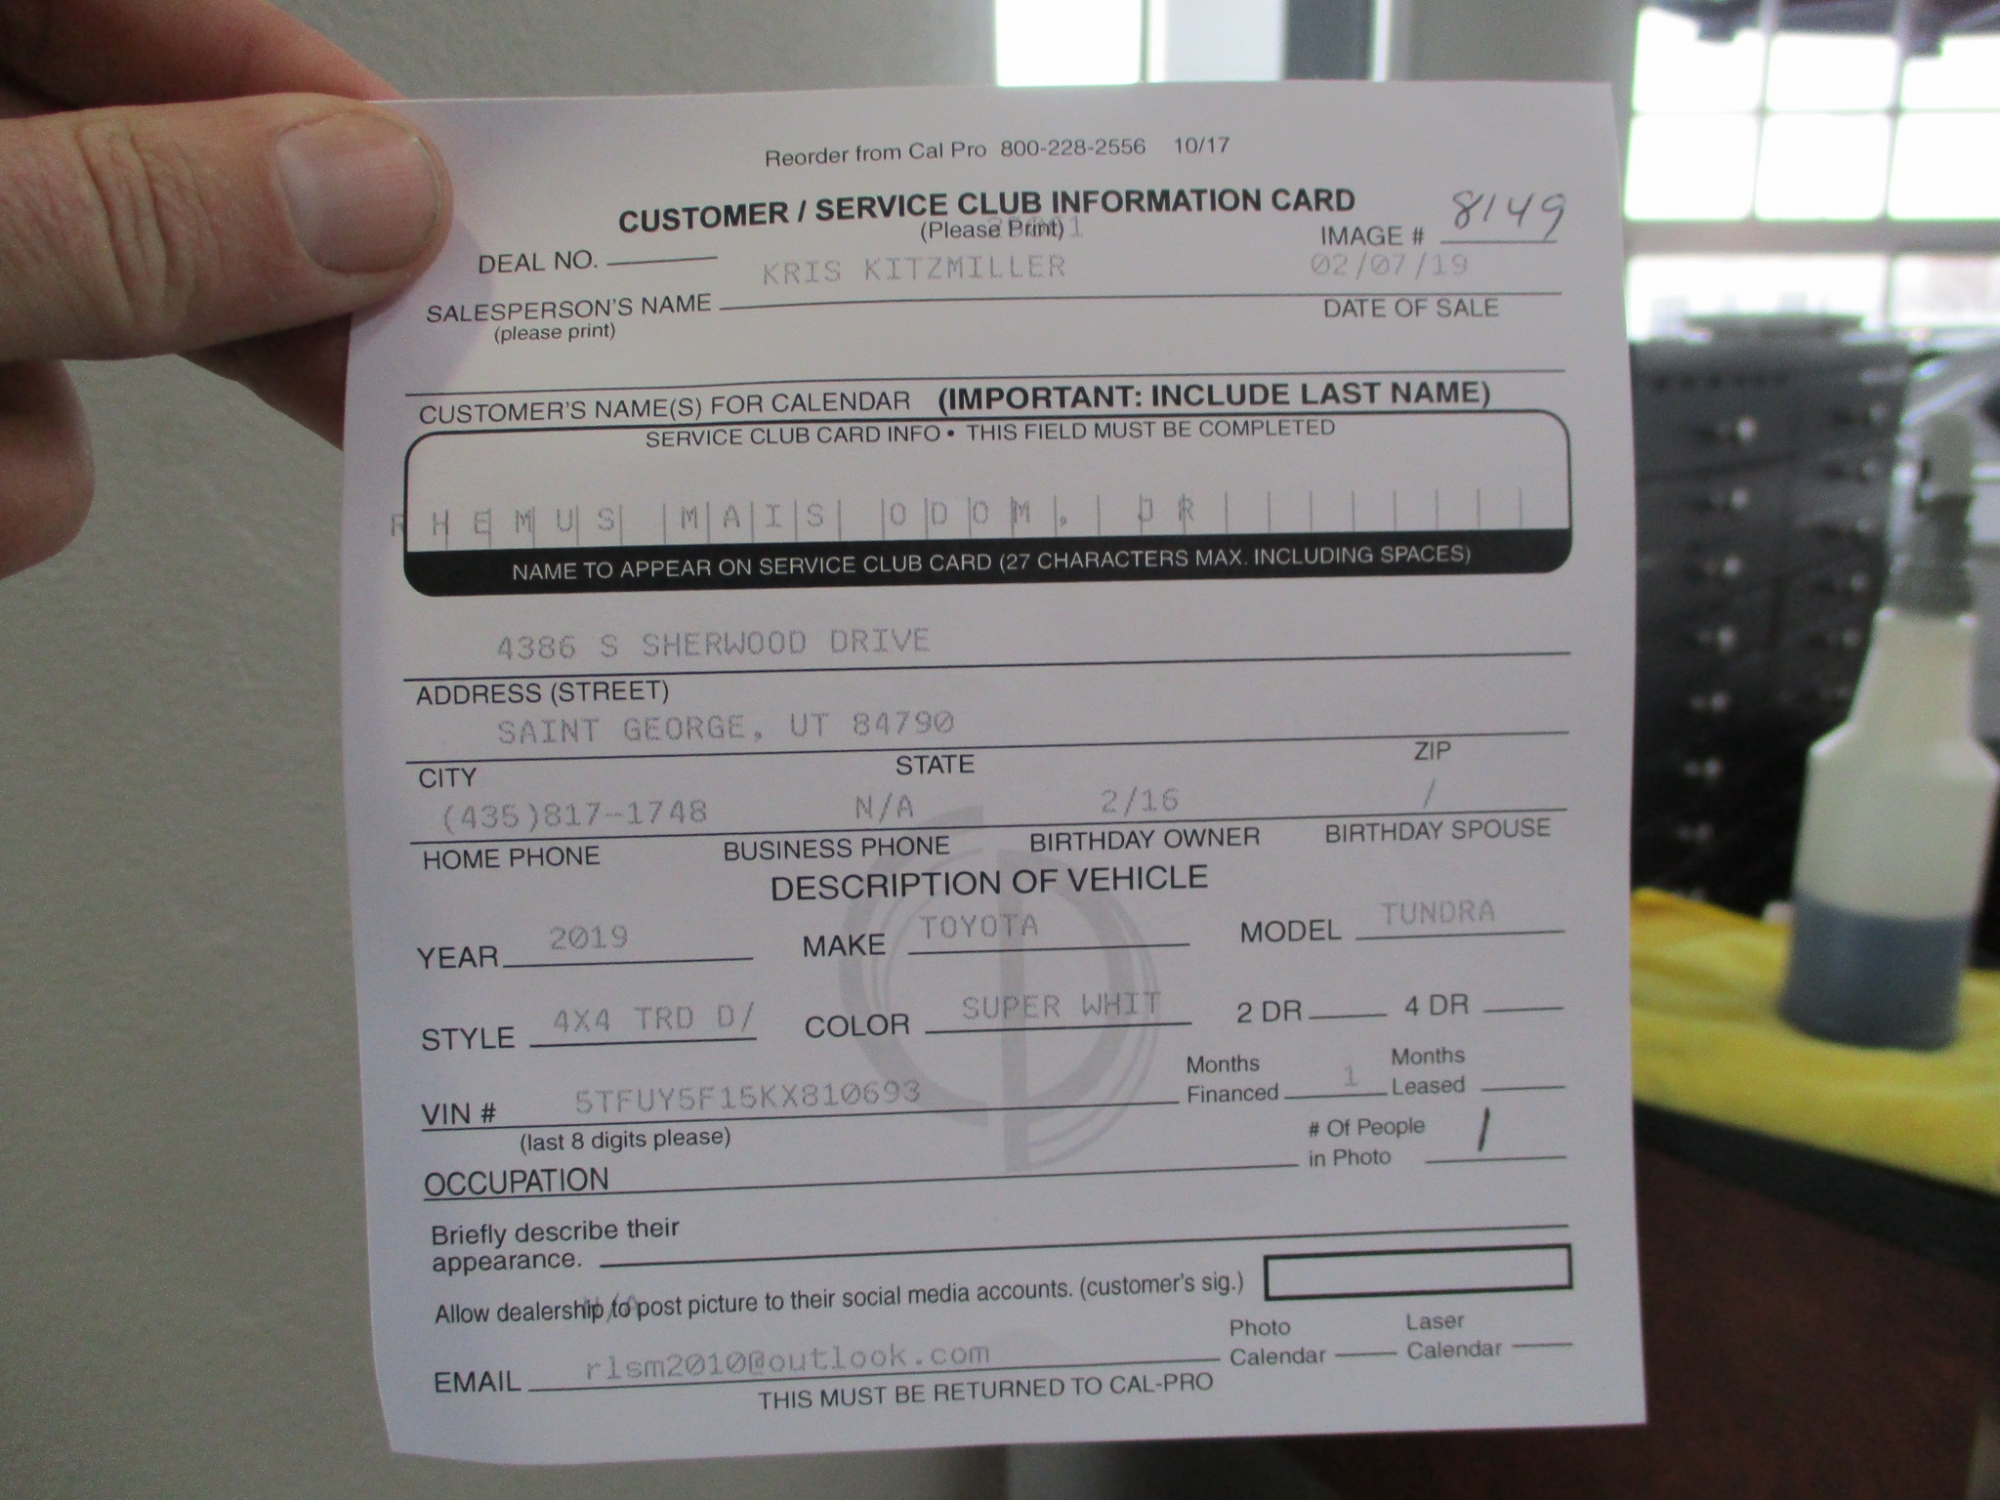 Reorder from Cal Pro 800-228-2556 10/17
CUSTOMER / SERVICE CLUB INFORMATION CARD
(Please Print)
IMAGE # 8149
DEAL NO.
KRIS KITZMILLER 02/07/19
SALESPERSON'S NAME DATE OF SALE
(please print)
CUSTOMER'S NAME(S) FOR CALENDAR (IMPORTANT: INCLUDE LAST NAME)
SERVICE CLUB CARD INFO • THIS FIELD MUST BE COMPLETED
RHEMUS MAIS ODOM, JR
NAME TO APPEAR ON SERVICE CLUB CARD (27 CHARACTERS MAX. INCLUDING SPACES)
4386 S SHERWOOD DRIVE
ADDRESS (STREET)
SAINT GEORGE, UT 84790
CITY STATE ZIP
(435)817-1748 N/A 2/16 /
HOME PHONE BUSINESS PHONE BIRTHDAY OWNER BIRTHDAY SPOUSE
DESCRIPTION OF VEHICLE
YEAR 2019 MAKE TOYOTA MODEL TUNDRA
STYLE 4X4 TRD D/ COLOR SUPER WHIT 2 DR 4 DR
VIN # 5TFUY5F15KX810693 Months Financed 1 Months Leased
(last 8 digits please)
# Of People in Photo 1
OCCUPATION
Briefly describe their
appearance.
Allow dealership to post picture to their social media accounts. (customer's sig.)
EMAIL rlsm2010@outlook.com Photo Calendar Laser Calendar
THIS MUST BE RETURNED TO CAL-PRO